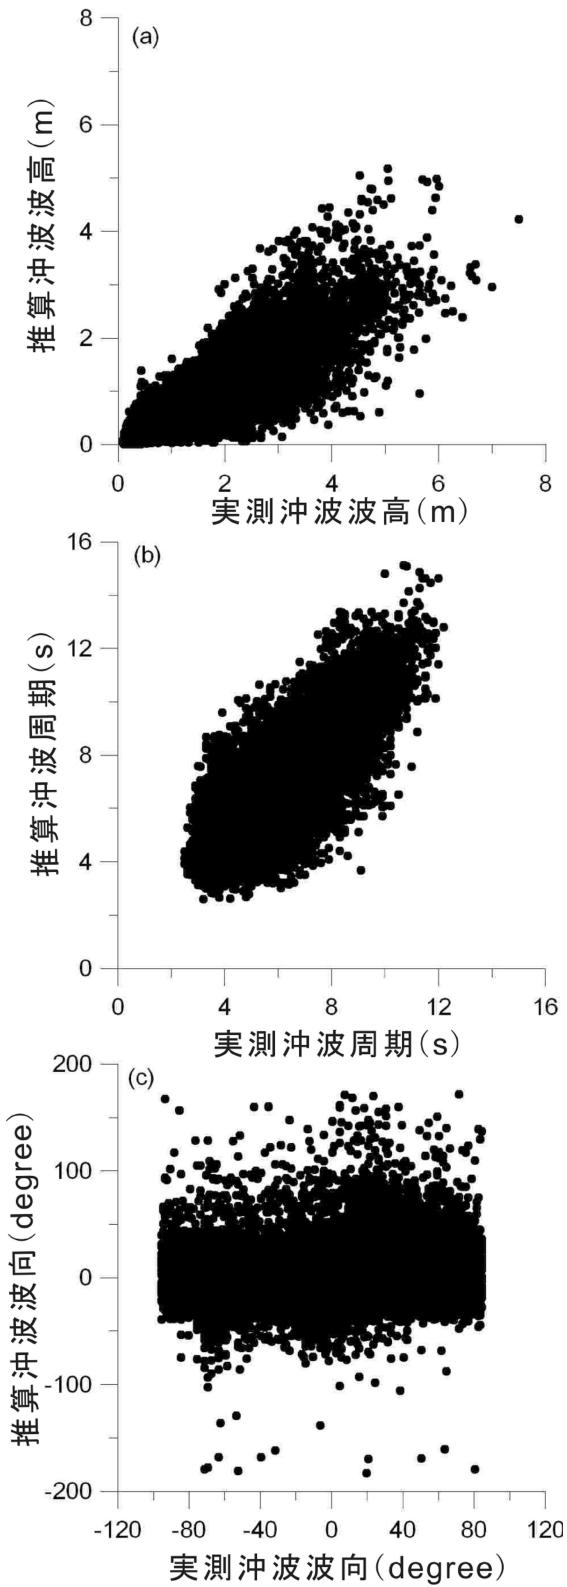 (a)
8
6
4
2
0
推算沖波波高(m)
0 2 4 6 8
実測沖波波高(m)
(b)
16
12
8
4
0
推算沖波周期(s)
0 4 8 12 16
実測沖波周期(s)
(c)
200
100
0
-100
-200
推算沖波波向(degree)
-120 -80 -40 0 40 80 120
実測沖波波向(degree)